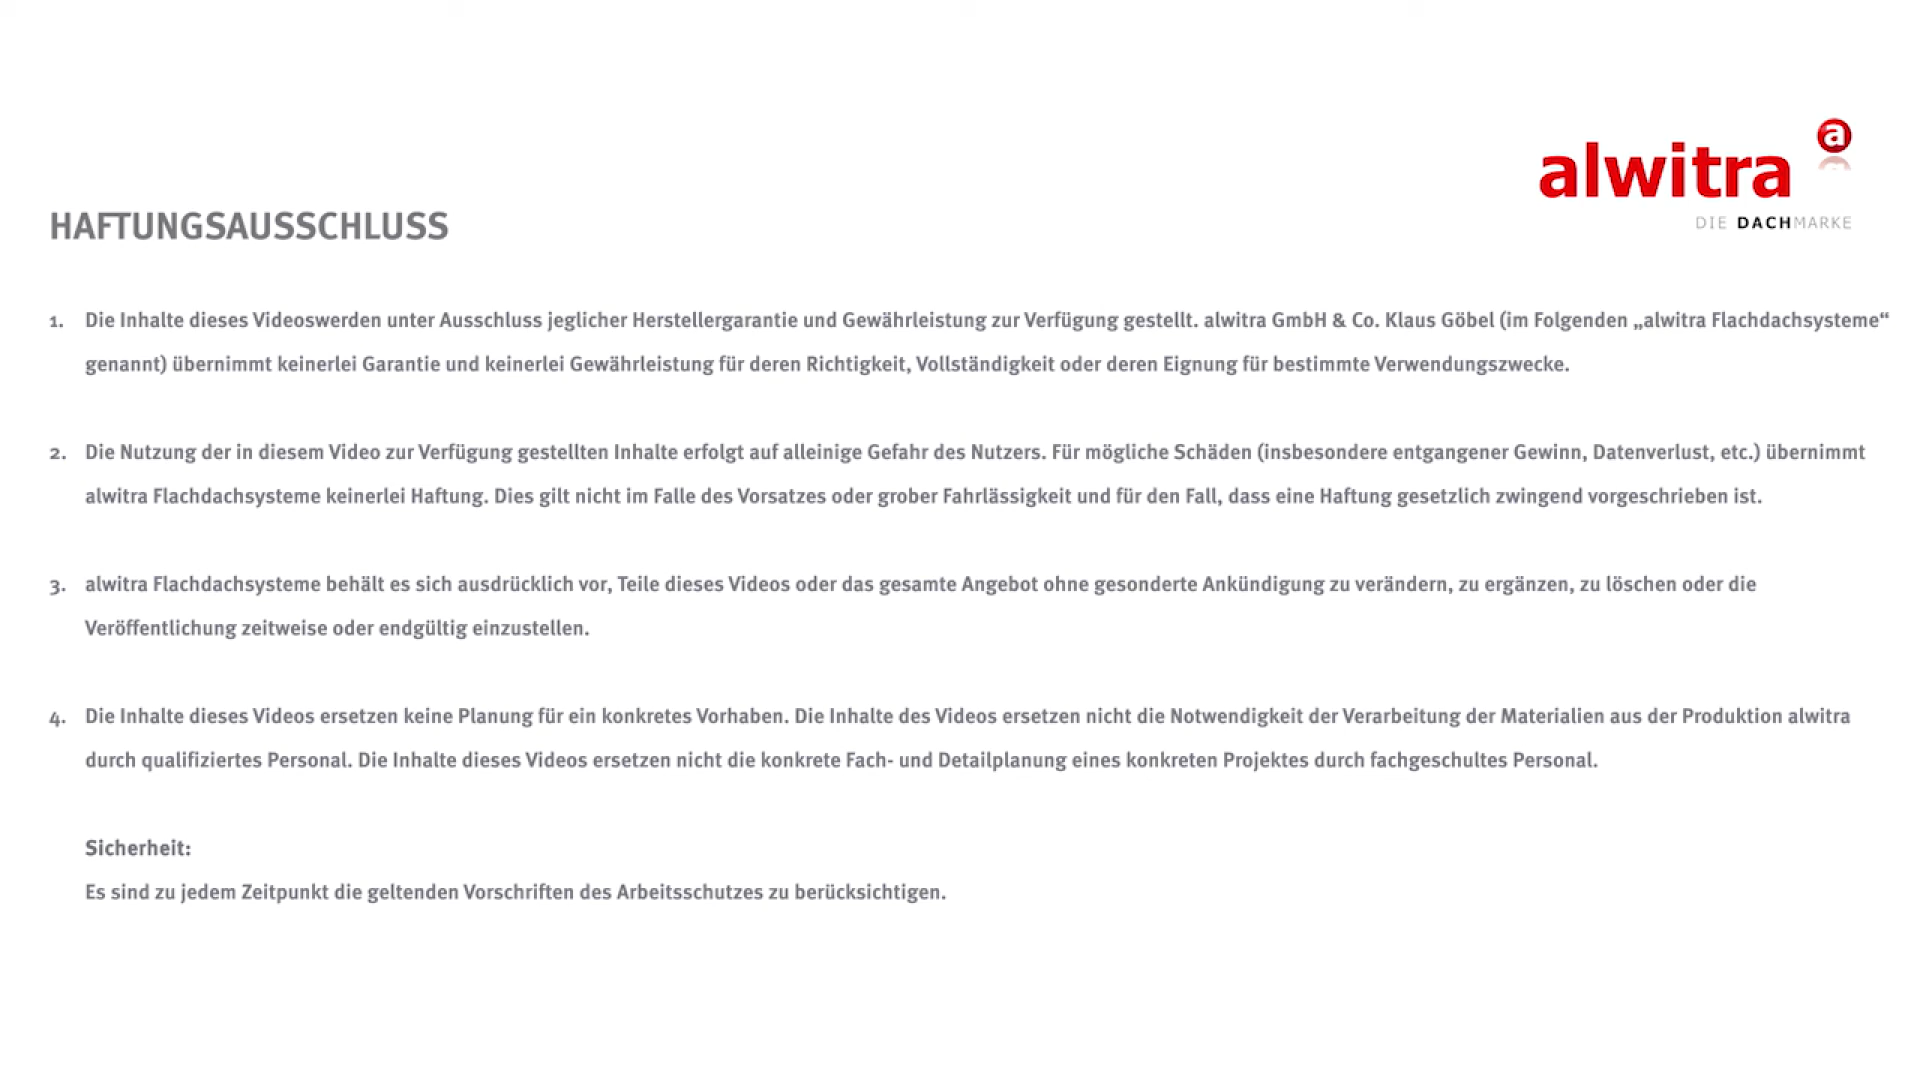 alwitra a
DIE DACHMARKE
HAFTUNGSAUSSCHLUSS
1. Die Inhalte dieses Videoswerden unter Ausschluss jeglicher Herstellergarantie und Gewährleistung zur Verfügung gestellt. alwitra GmbH & Co. Klaus Göbel (im Folgenden „alwitra Flachdachsysteme“
genannt) übernimmt keinerlei Garantie und keinerlei Gewährleistung für deren Richtigkeit, Vollständigkeit oder deren Eignung für bestimmte Verwendungszwecke.
2. Die Nutzung der in diesem Video zur Verfügung gestellten Inhalte erfolgt auf alleinige Gefahr des Nutzers. Für mögliche Schäden (insbesondere entgangener Gewinn, Datenverlust, etc.) übernimmt
alwitra Flachdachsysteme keinerlei Haftung. Dies gilt nicht im Falle des Vorsatzes oder grober Fahrlässigkeit und für den Fall, dass eine Haftung gesetzlich zwingend vorgeschrieben ist.
3. alwitra Flachdachsysteme behält es sich ausdrücklich vor, Teile dieses Videos oder das gesamte Angebot ohne gesonderte Ankündigung zu verändern, zu ergänzen, zu löschen oder die
Veröffentlichung zeitweise oder endgültig einzustellen.
4. Die Inhalte dieses Videos ersetzen keine Planung für ein konkretes Vorhaben. Die Inhalte des Videos ersetzen nicht die Notwendigkeit der Verarbeitung der Materialien aus der Produktion alwitra
durch qualifiziertes Personal. Die Inhalte dieses Videos ersetzen nicht die konkrete Fach- und Detailplanung eines konkreten Projektes durch fachgeschultes Personal.
Sicherheit:
Es sind zu jedem Zeitpunkt die geltenden Vorschriften des Arbeitsschutzes zu berücksichtigen.